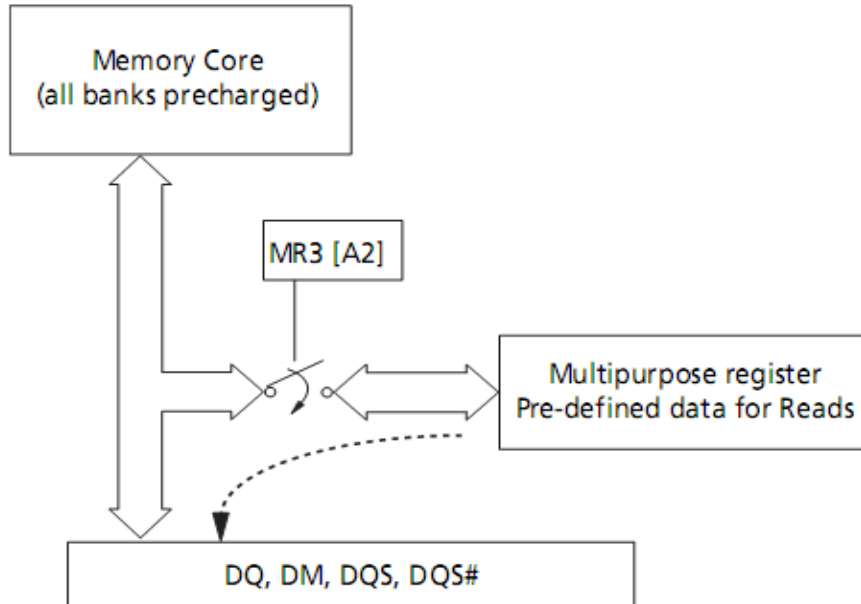 Memory Core
(all banks precharged)
MR3 [A2]
Multipurpose register
Pre-defined data for Reads
DQ, DM, DQS, DQS#